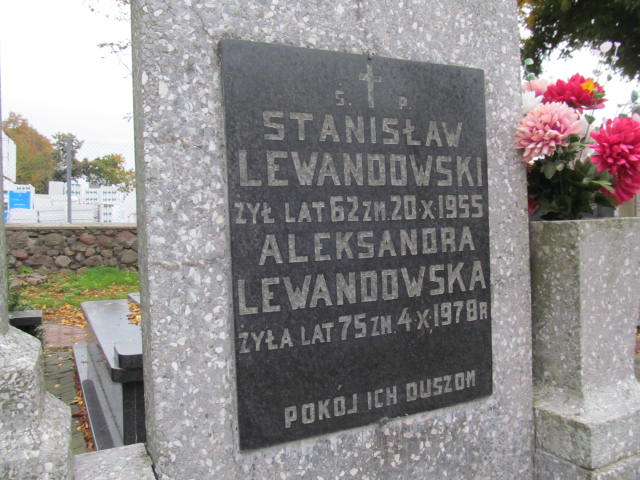 Ś. P.
STANISŁAW
LEWANDOWSKI
ŻYŁ LAT 62 ZM. 20.X.1955
ALEKSANDRA
LEWANDOWSKA
ŻYŁA LAT 75 ZM. 4.X.1978 R
POKÓJ ICH DUSZOM